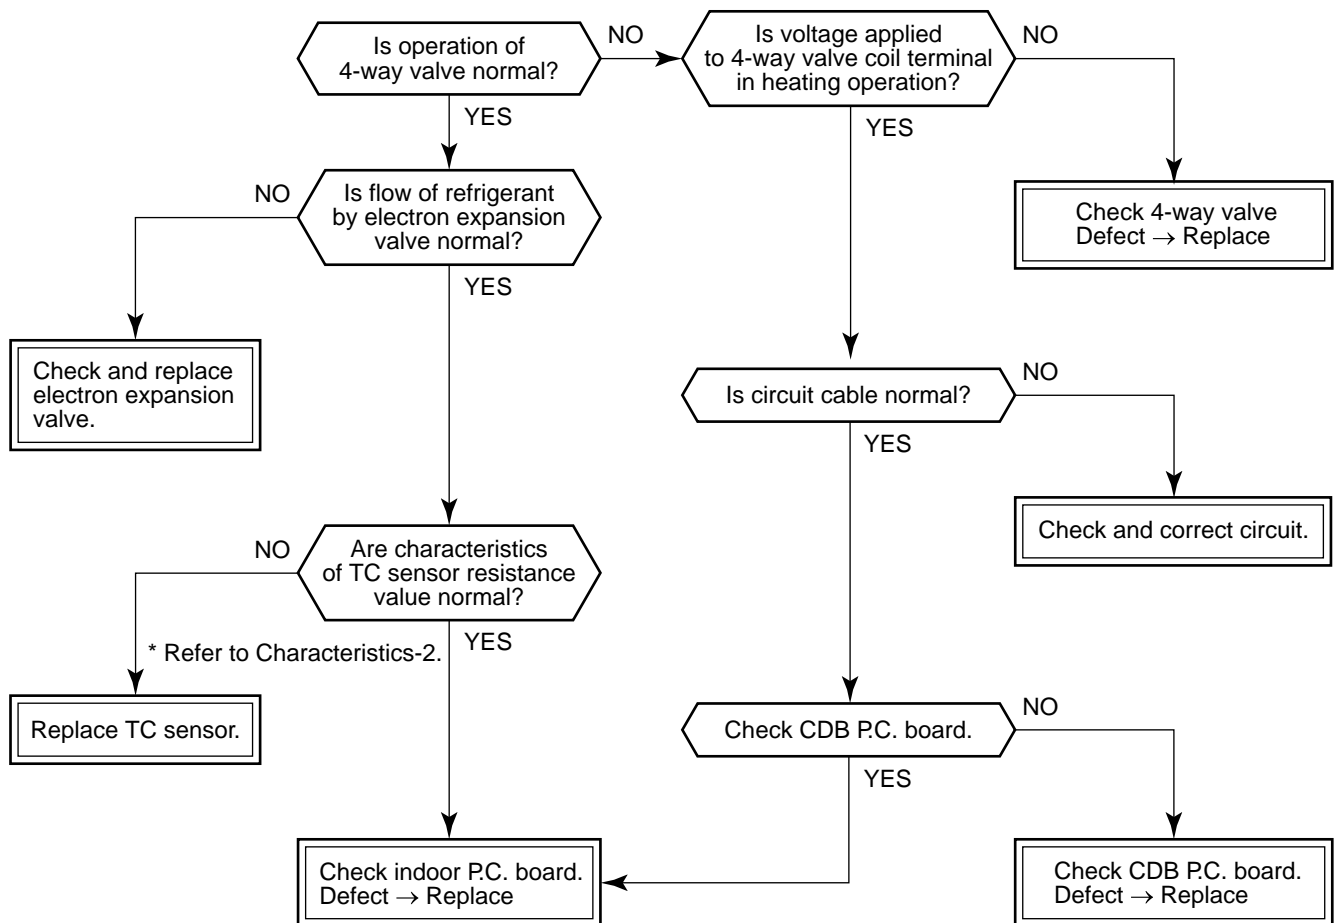 Is operation of
4-way valve normal?
NO
Is voltage applied
to 4-way valve coil terminal
in heating operation?
NO
YES
YES
NO
Is flow of refrigerant
by electron expansion
valve normal?
YES
Check 4-way valve
Defect → Replace
Check and replace
electron expansion
valve.
Is circuit cable normal?
NO
YES
Check and correct circuit.
NO
Are characteristics
of TC sensor resistance
value normal?
YES
* Refer to Characteristics-2.
Replace TC sensor.
Check CDB P.C. board.
NO
YES
Check indoor P.C. board.
Defect → Replace
Check CDB P.C. board.
Defect → Replace